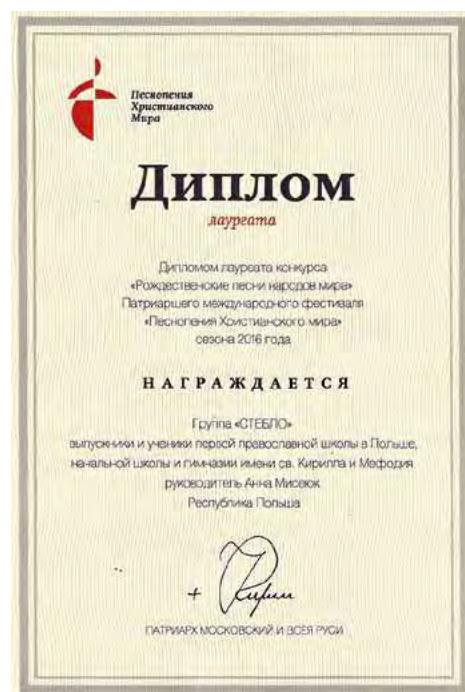 Песнопения
Христианского
Мира
Диплом
лауреата
Дипломом лауреата конкурса
«Рождественские песни народов мира»
Патриаршего международного фестиваля
«Песнопения Христианского мира»
сезона 2016 года
НАГРАЖДАЕТСЯ
Группа «СТЕБЛО»
выпускники и ученики первой православной школы в Польше,
начальной школы и гимназии имени св. Кирилла и Мефодия
руководитель Анна Мисеюк
Республика Польша
ПАТРИАРХ МОСКОВСКИЙ И ВСЕЯ РУСИ